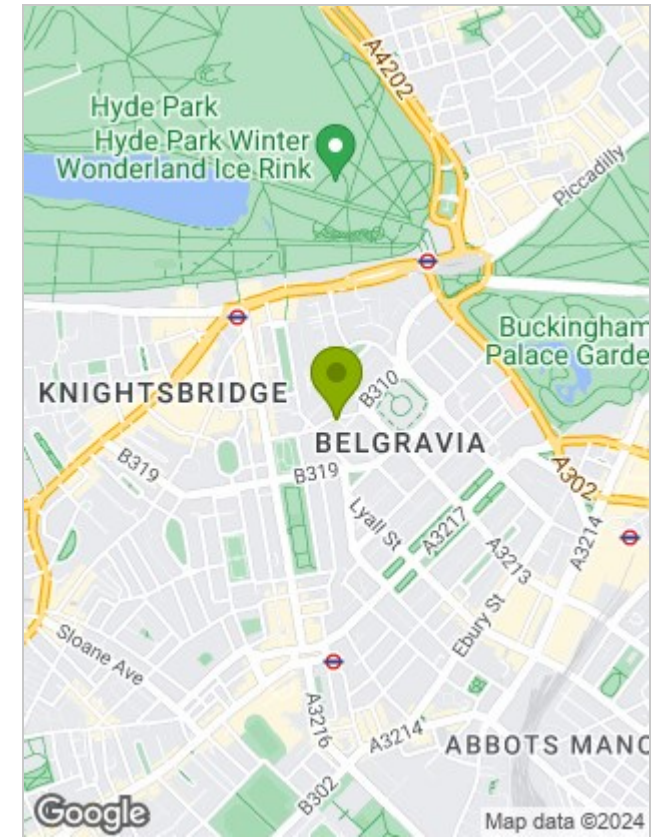 A4202
Hyde Park
Hyde Park Winter
Wonderland Ice Rink
Piccadilly
Buckingham
Palace Garde
KNIGHTSBRIDGE
B310
BELGRAVIA
B319
B319
A302
Lyall St
A3217
A3214
A3213
Ebury St
Sloane Ave
A3216
A3214
ABBOTS MANO
B302
Google
Map data ©2024